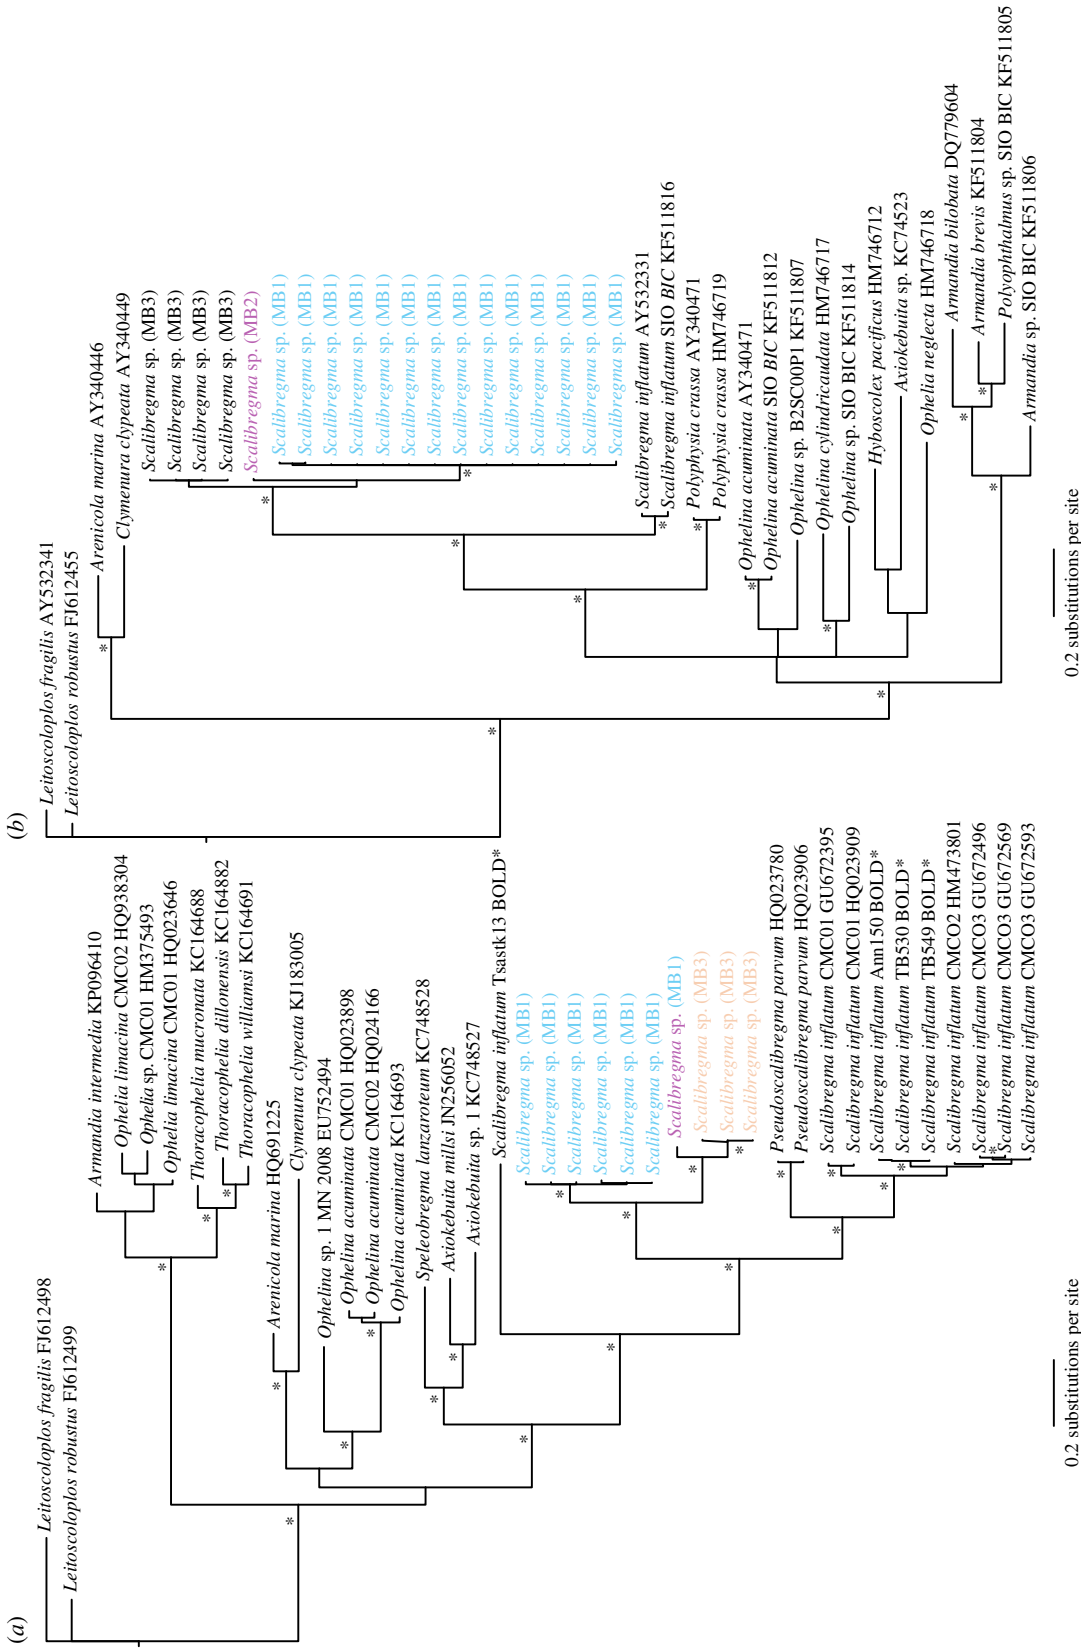 (a)
Leitoscoloplos fragilis FJ612498
Leitoscoloplos robustus FJ612499
Armandia intermedia KP096410
Ophelia limacina CMC02 HQ938304
Ophelia sp. CMC01 HM375493
Ophelia limacina CMC01 HQ023646
Thoracophelia mucronata KC164688
Thoracophelia dillonensis KC164882
Thoracophelia williamsi KC164691
Arenicola marina HQ691225
Clymenura clypeata KJ183005
Ophelina sp. 1 MN 2008 EU752494
Ophelina acuminata CMC01 HQ023898
Ophelina acuminata CMC02 HQ024166
Ophelina acuminata KC164693
Speleobregma lanzaroteum KC748528
Axiokebuita millsi JN256052
Axiokebuita sp. 1 KC748527
Scalibregma inflatum Tsastk13 BOLD*
Scalibregma sp. (MB1)
Scalibregma sp. (MB1)
Scalibregma sp. (MB1)
Scalibregma sp. (MB1)
Scalibregma sp. (MB1)
Scalibregma sp. (MB1)
Scalibregma sp. (MB1)
Scalibregma sp. (MB3)
Scalibregma sp. (MB3)
Scalibregma sp. (MB3)
Pseudoscalibregma parvum HQ023780
Pseudoscalibregma parvum HQ023906
Scalibregma inflatum CMC01 GU672395
Scalibregma inflatum CMC01 HQ023909
Scalibregma inflatum Ann150 BOLD*
Scalibregma inflatum TB530 BOLD*
Scalibregma inflatum TB549 BOLD*
Scalibregma inflatum CMCO2 HM473801
Scalibregma inflatum CMCO3 GU672496
Scalibregma inflatum CMCO3 GU672569
Scalibregma inflatum CMCO3 GU672593
0.2 substitutions per site
(b)
Leitoscoloplos fragilis AY532341
Leitoscoloplos robustus FJ612455
Arenicola marina AY340446
Clymenura clypeata AY340449
Scalibregma sp. (MB3)
Scalibregma sp. (MB3)
Scalibregma sp. (MB3)
Scalibregma sp. (MB3)
Scalibregma sp. (MB2)
Scalibregma sp. (MB1)
Scalibregma sp. (MB1)
Scalibregma sp. (MB1)
Scalibregma sp. (MB1)
Scalibregma sp. (MB1)
Scalibregma sp. (MB1)
Scalibregma sp. (MB1)
Scalibregma sp. (MB1)
Scalibregma sp. (MB1)
Scalibregma sp. (MB1)
Scalibregma sp. (MB1)
Scalibregma sp. (MB1)
Scalibregma sp. (MB1)
Scalibregma sp. (MB1)
Scalibregma inflatum AY532331
Scalibregma inflatum SIO BIC KF511816
Polyphysia crassa AY340471
Polyphysia crassa HM746719
Ophelina acuminata AY340471
Ophelina acuminata SIO BIC KF511812
Ophelina sp. B2SC00P1 KF511807
Ophelina cylindricaudata HM746717
Ophelina sp. SIO BIC KF511814
Hyboscolex pacificus HM746712
Axiokebuita sp. KC74523
Ophelia neglecta HM746718
Armandia bilobata DQ779604
Armandia brevis KF511804
Polyophthalmus sp. SIO BIC KF511805
Armandia sp. SIO BIC KF511806
0.2 substitutions per site